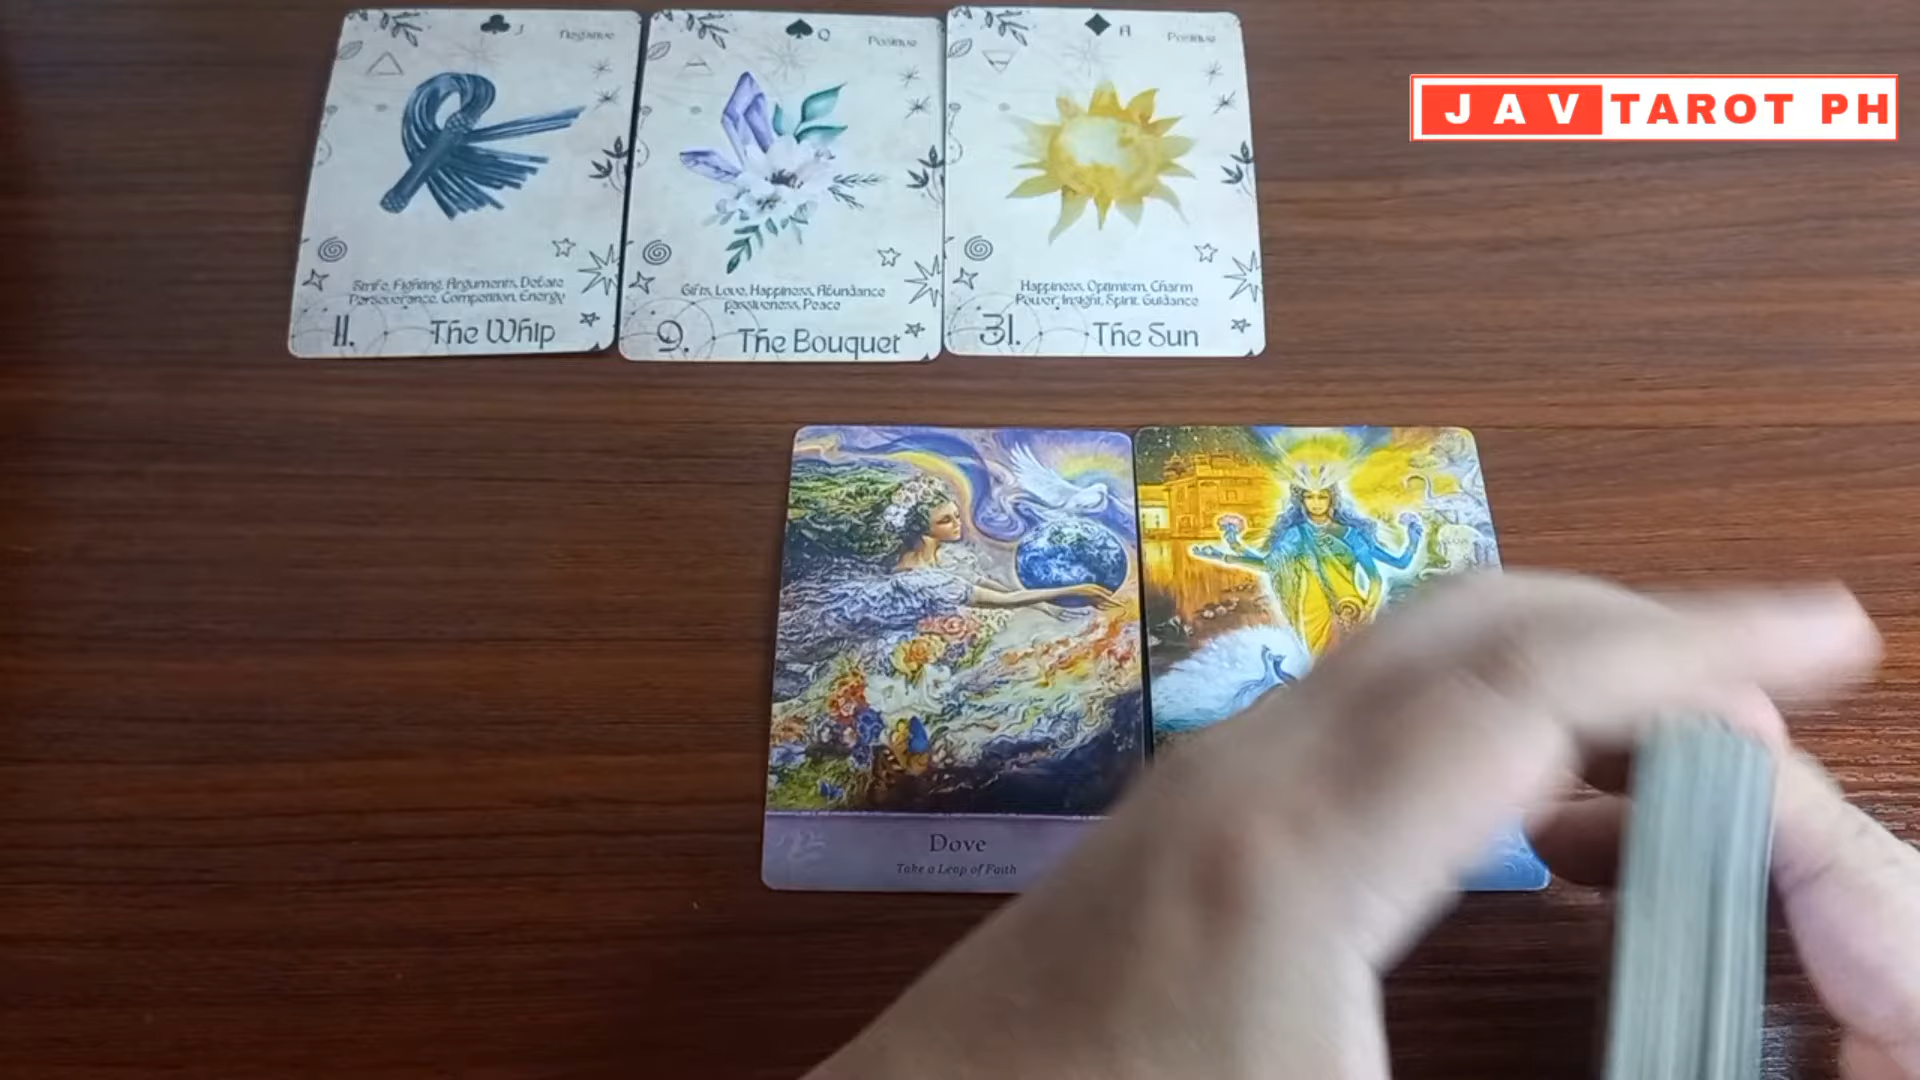 J Negative
Q Positive
A Positive
JAV TAROT PH
Strife, Fighting, Arguments, Debate
Perseverance, Competition, Energy
11. The Whip
Gifts, Love, Happiness, Abundance
passiveness, Peace
9. The Bouquet
Happiness, Optimism, Charm
Power, Insight, Spirit, Guidance
31. The Sun
Dove
Take a Leap of Faith